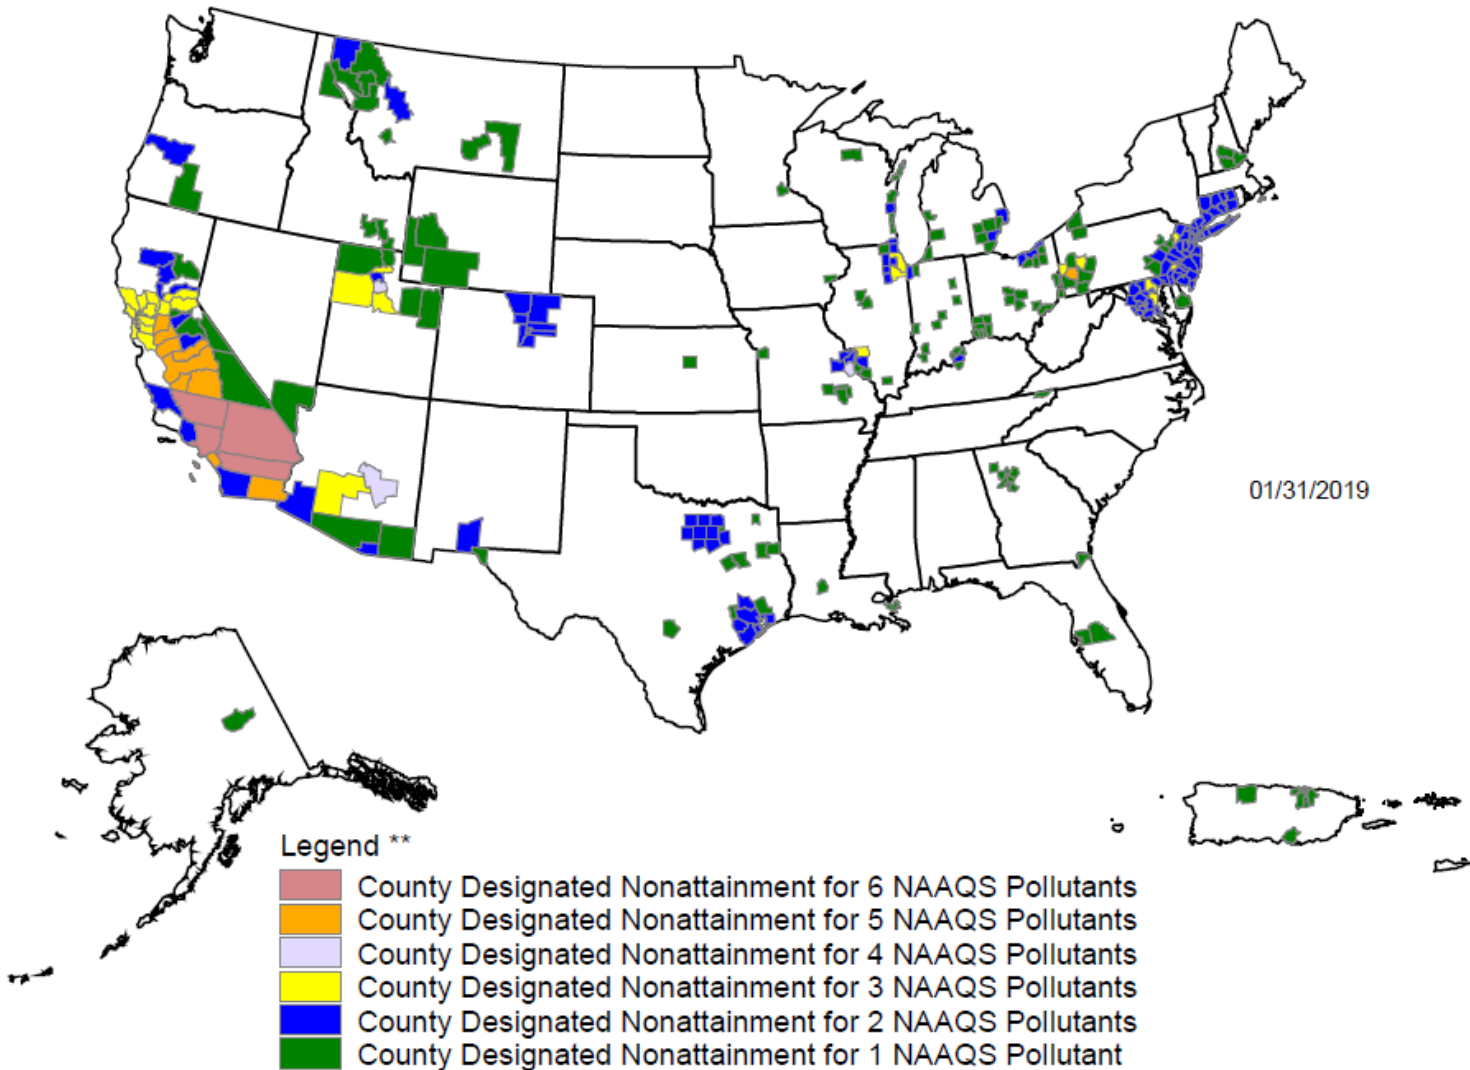 01/31/2019
Legend **
County Designated Nonattainment for 6 NAAQS Pollutants
County Designated Nonattainment for 5 NAAQS Pollutants
County Designated Nonattainment for 4 NAAQS Pollutants
County Designated Nonattainment for 3 NAAQS Pollutants
County Designated Nonattainment for 2 NAAQS Pollutants
County Designated Nonattainment for 1 NAAQS Pollutant